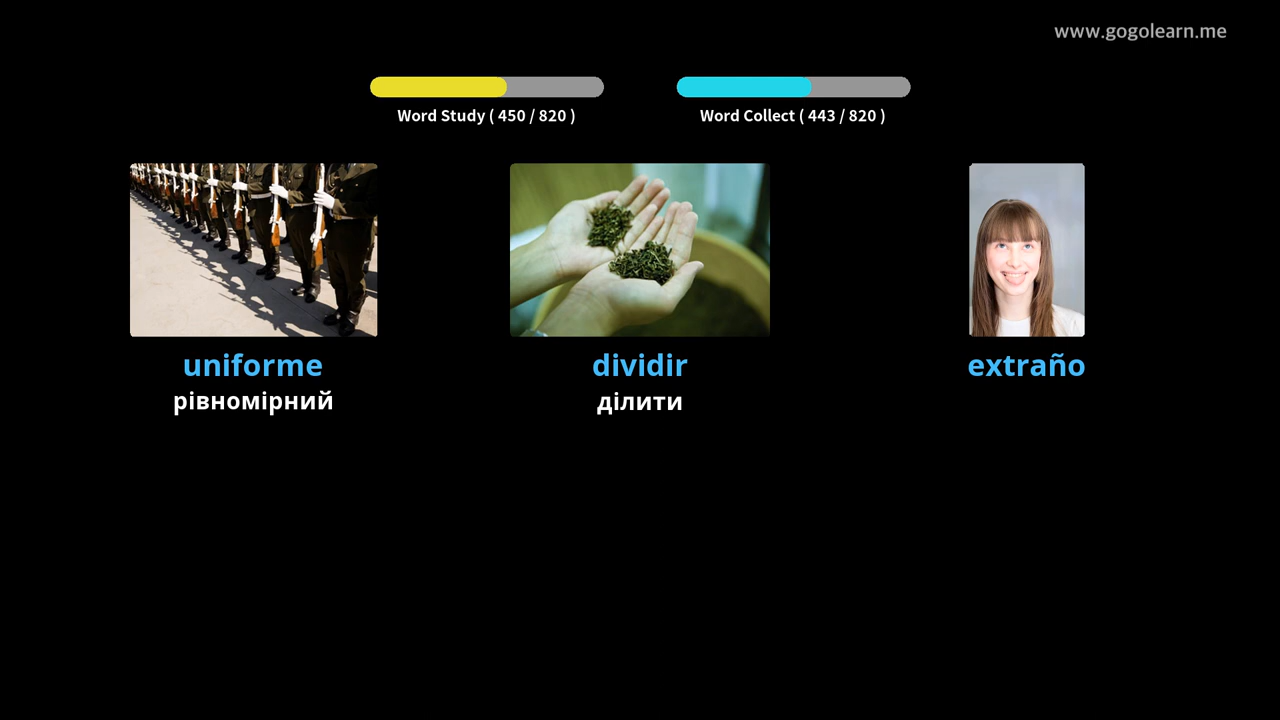 www.gogolearn.me
Word Study ( 450 / 820 )
Word Collect ( 443 / 820 )
uniforme
рівномірний
dividir
ділити
extraño